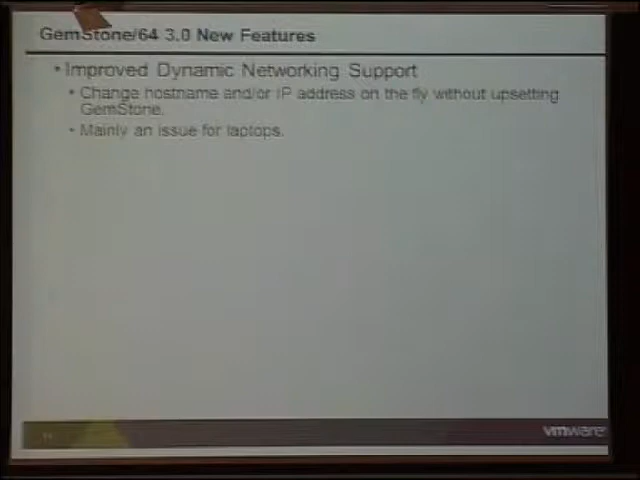 GemStone/64 3.0 New Features
• Improved Dynamic Networking Support
• Change hostname and/or IP address on the fly without upsetting
GemStone.
• Mainly an issue for laptops.
vmware